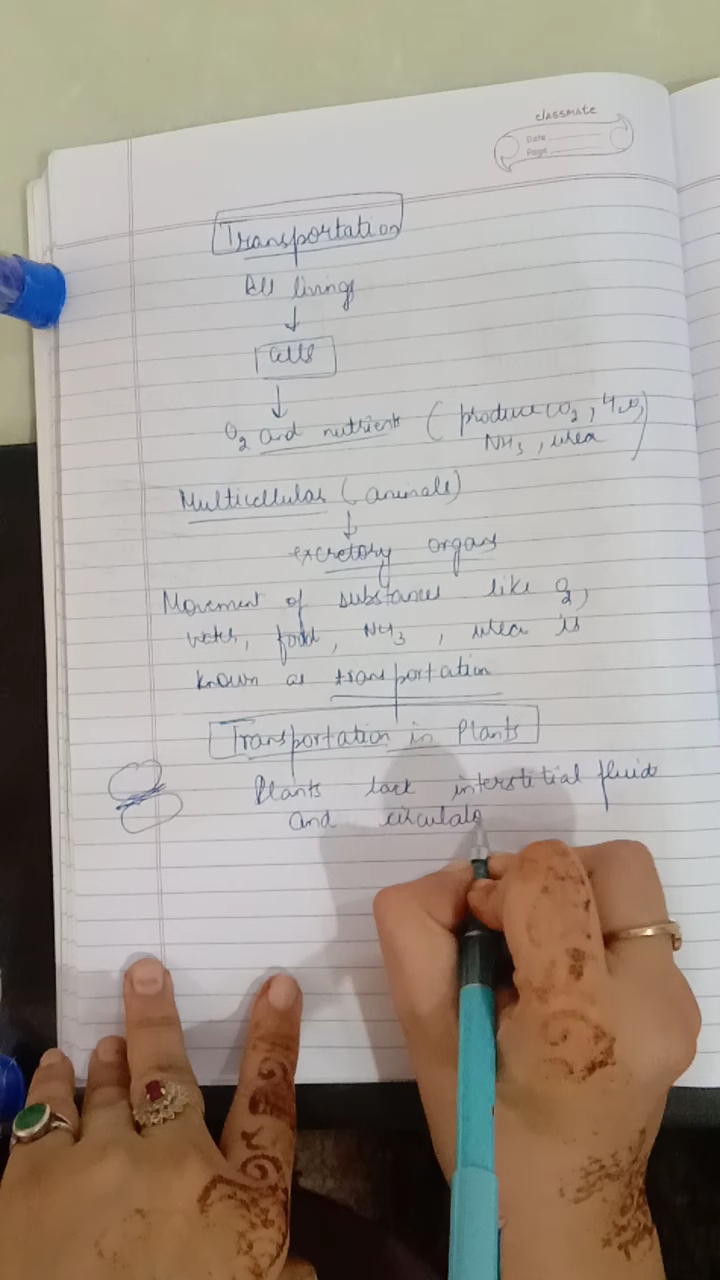 classmate
Date
Page
Transportation
All livings
↓
Cells
↓
O2 and nutrients (produce CO2, H2O,
NH3, urea)
Multicellular (animals)
↓
excretory organs
Movement of substances like O2,
water, food, NH3, urea is
known as transportation
Transportation in Plants
Plants lack interstitial fluids
and circulato